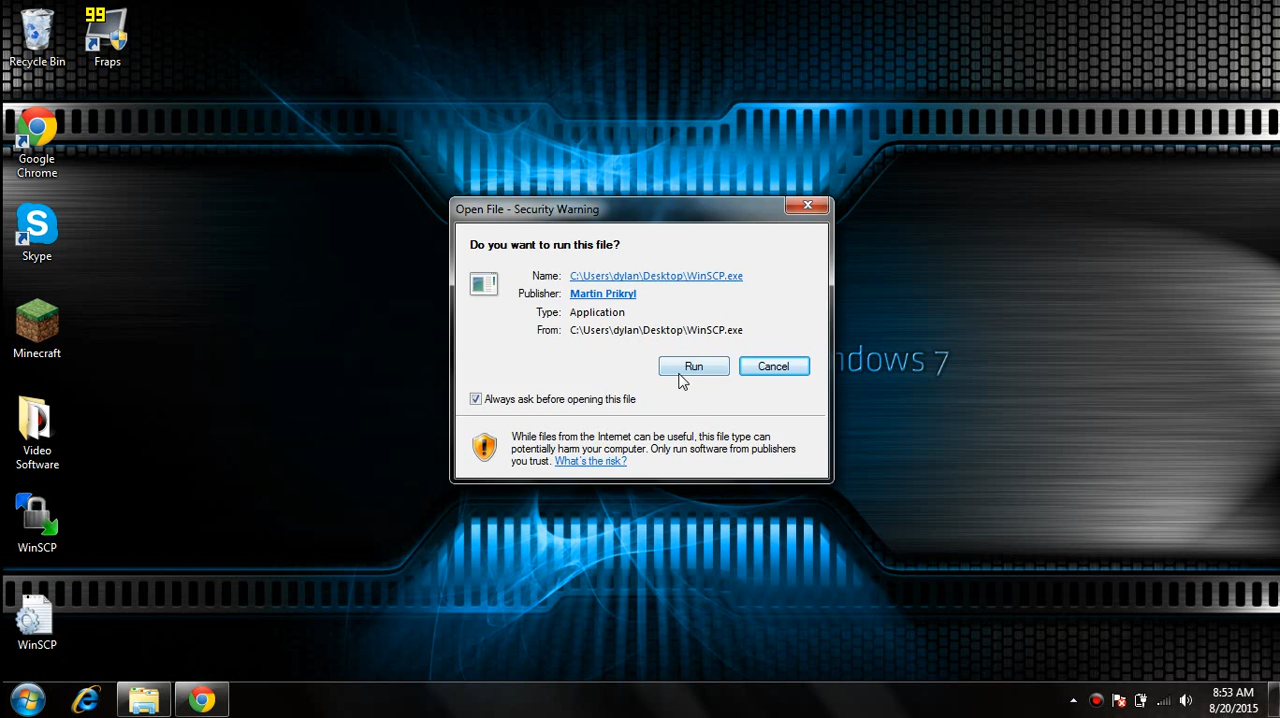 99
Recycle Bin
Fraps
Google
Chrome
S
Skype
Minecraft
Video
Software
WinSCP
WinSCP
Open File - Security Warning
Do you want to run this file?
Name: C:\Users\dylan\Desktop\WinSCP.exe
Publisher: Martin Prikryl
Type: Application
From: C:\Users\dylan\Desktop\WinSCP.exe
Run Cancel
Always ask before opening this file
While files from the Internet can be useful, this file type can
potentially harm your computer. Only run software from publishers
you trust. What's the risk?
ndows 7
8:53 AM
8/20/2015